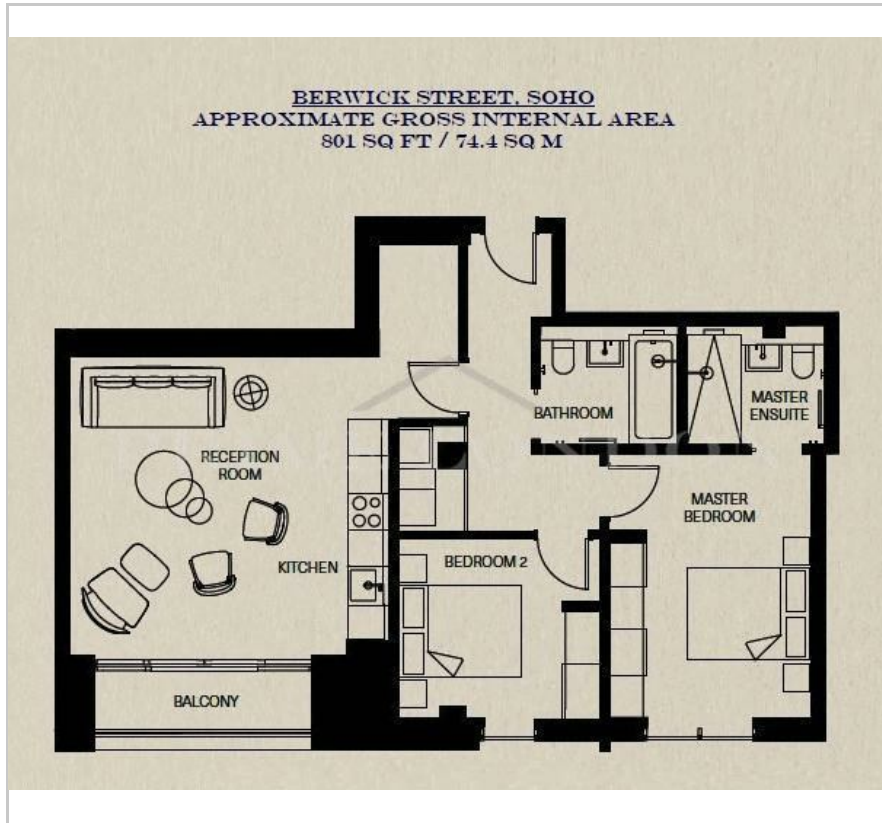 BERWICK STREET, SOHO
APPROXIMATE GROSS INTERNAL AREA
801 SQ FT / 74.4 SQ M
BATHROOM
MASTER
ENSUITE
RECEPTION
ROOM
MASTER
BEDROOM
KITCHEN
BEDROOM 2
BALCONY